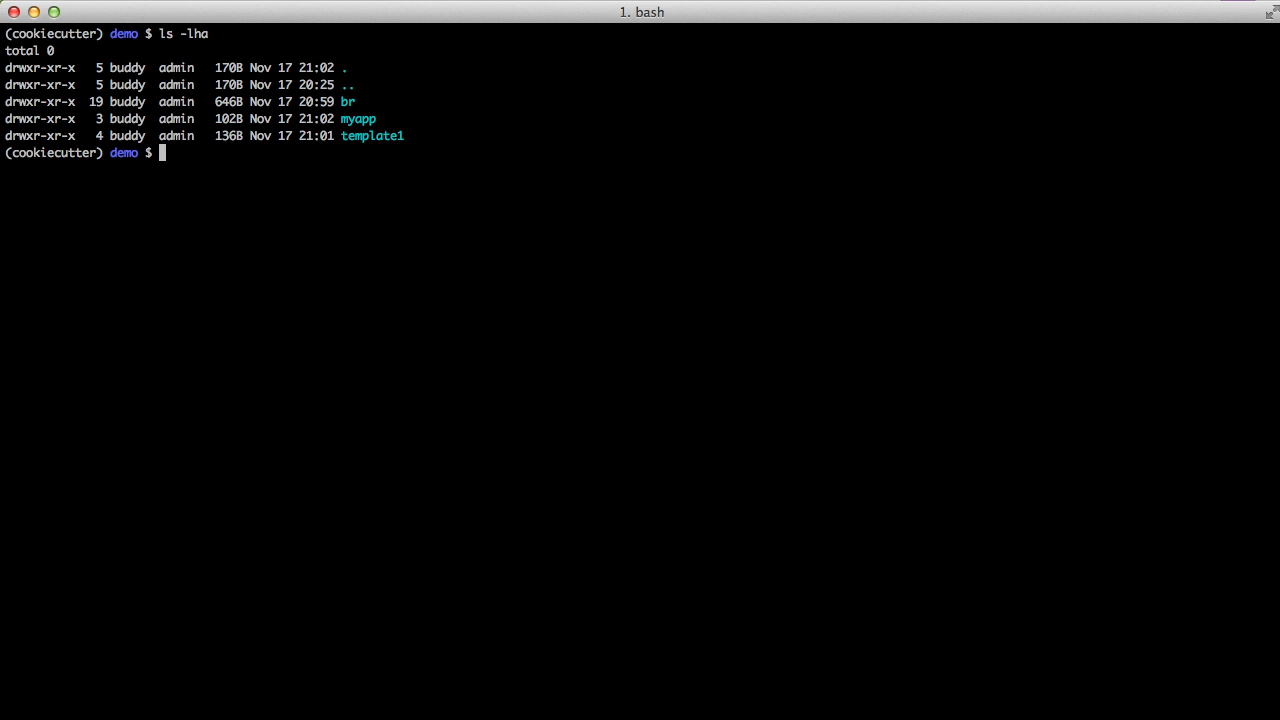 1. bash
(cookiecutter) demo $ ls -lha
total 0
drwxr-xr-x   5 buddy  admin   170B Nov 17 21:02 .
drwxr-xr-x   5 buddy  admin   170B Nov 17 20:25 ..
drwxr-xr-x  19 buddy  admin   646B Nov 17 20:59 br
drwxr-xr-x   3 buddy  admin   102B Nov 17 21:02 myapp
drwxr-xr-x   4 buddy  admin   136B Nov 17 21:01 template1
(cookiecutter) demo $